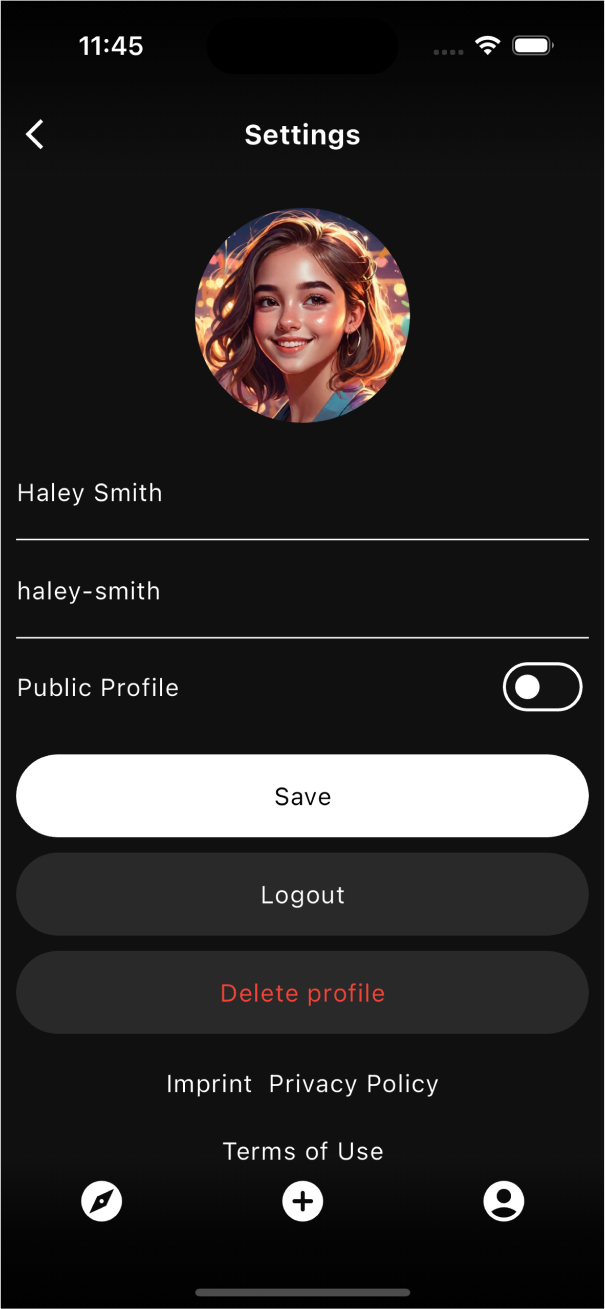 11:45
Settings
Haley Smith
haley-smith
Public Profile
Save
Logout
Delete profile
Imprint Privacy Policy
Terms of Use